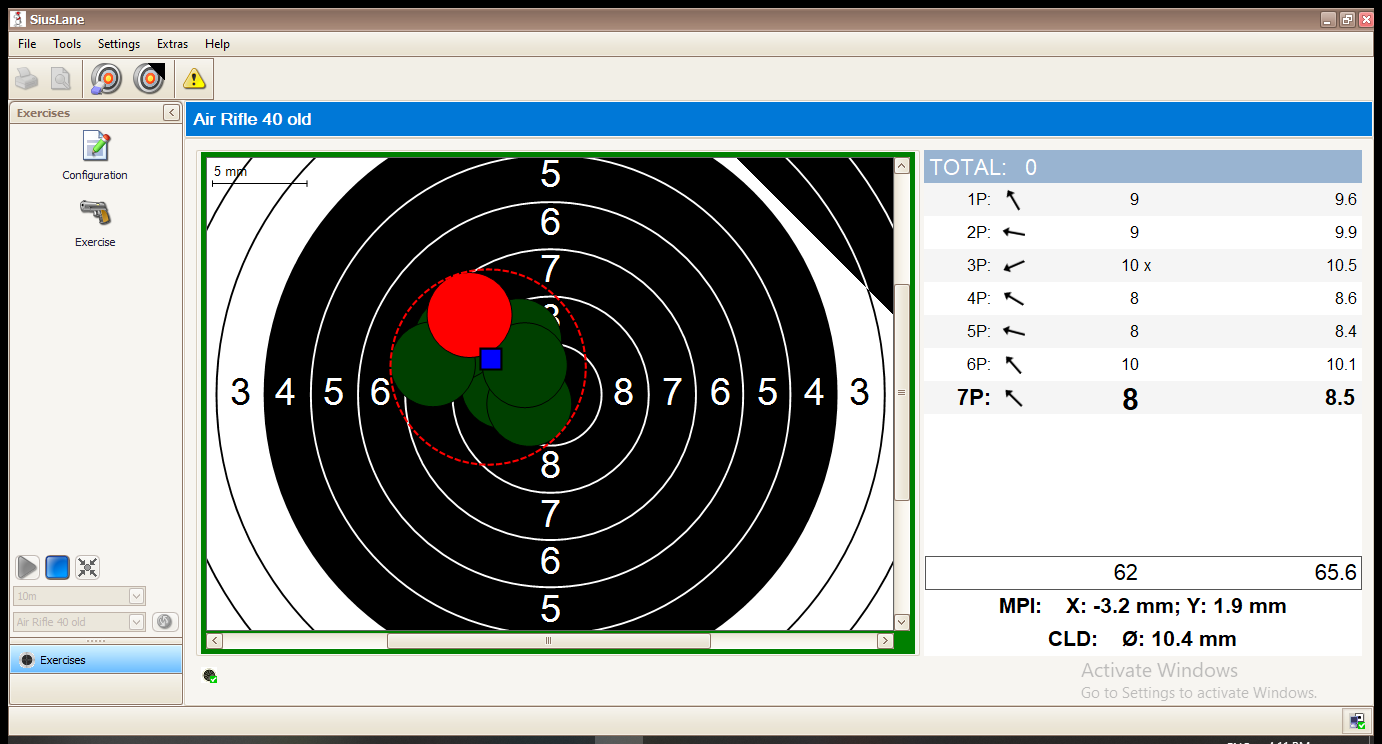 SiusLane
File Tools Settings Extras Help
Exercises
Configuration
Exercise
10m
Air Rifle 40 old
Exercises
Air Rifle 40 old
5 mm
5
6
7
3 4 5 6 8 7 6 5 4 3
8
7
6
5
TOTAL: 0
1P: 9 9.6
2P: 9 9.9
3P: 10 x 10.5
4P: 8 8.6
5P: 8 8.4
6P: 10 10.1
7P: 8 8.5
62 65.6
MPI: X: -3.2 mm; Y: 1.9 mm
CLD: Ø: 10.4 mm
Activate Windows
Go to Settings to activate Windows.